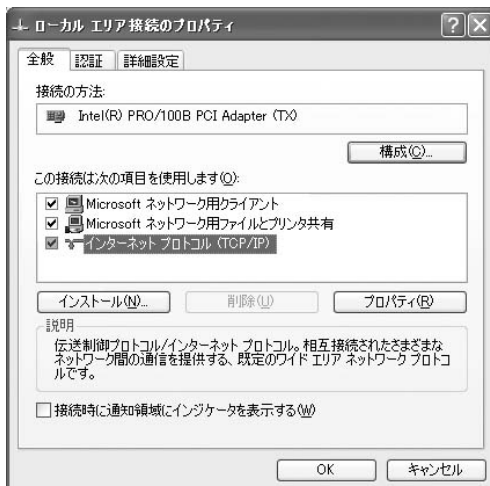 ローカル エリア接続のプロパティ
全般
認証
詳細設定
接続の方法:
Intel(R) PRO/100B PCI Adapter (TX)
構成(C)...
この接続は次の項目を使用します(O):
Microsoft ネットワーク用クライアント
Microsoft ネットワーク用ファイルとプリンタ共有
インターネット プロトコル (TCP/IP)
インストール(N)...
削除(U)
プロパティ(R)
説明
伝送制御プロトコル/インターネット プロトコル。相互接続されたさまざまな
ネットワーク間の通信を提供する、既定のワイド エリア ネットワーク プロトコ
ルです。
接続時に通知領域にインジケータを表示する(W)
OK
キャンセル